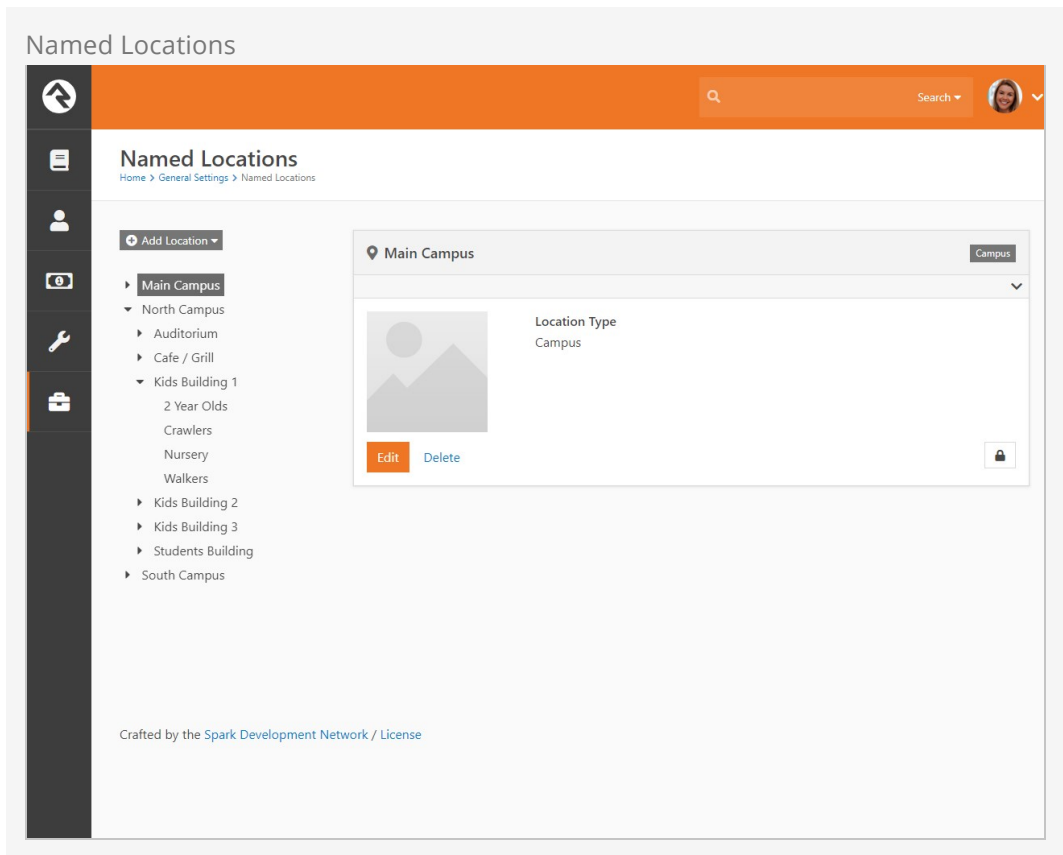 Named Locations
Search
Named Locations
Home > General Settings > Named Locations
Add Location
Main Campus
Campus
Main Campus
North Campus
Auditorium
Cafe / Grill
Kids Building 1
2 Year Olds
Crawlers
Nursery
Walkers
Kids Building 2
Kids Building 3
Students Building
South Campus
Location Type
Campus
Edit
Delete
Crafted by the Spark Development Network / License